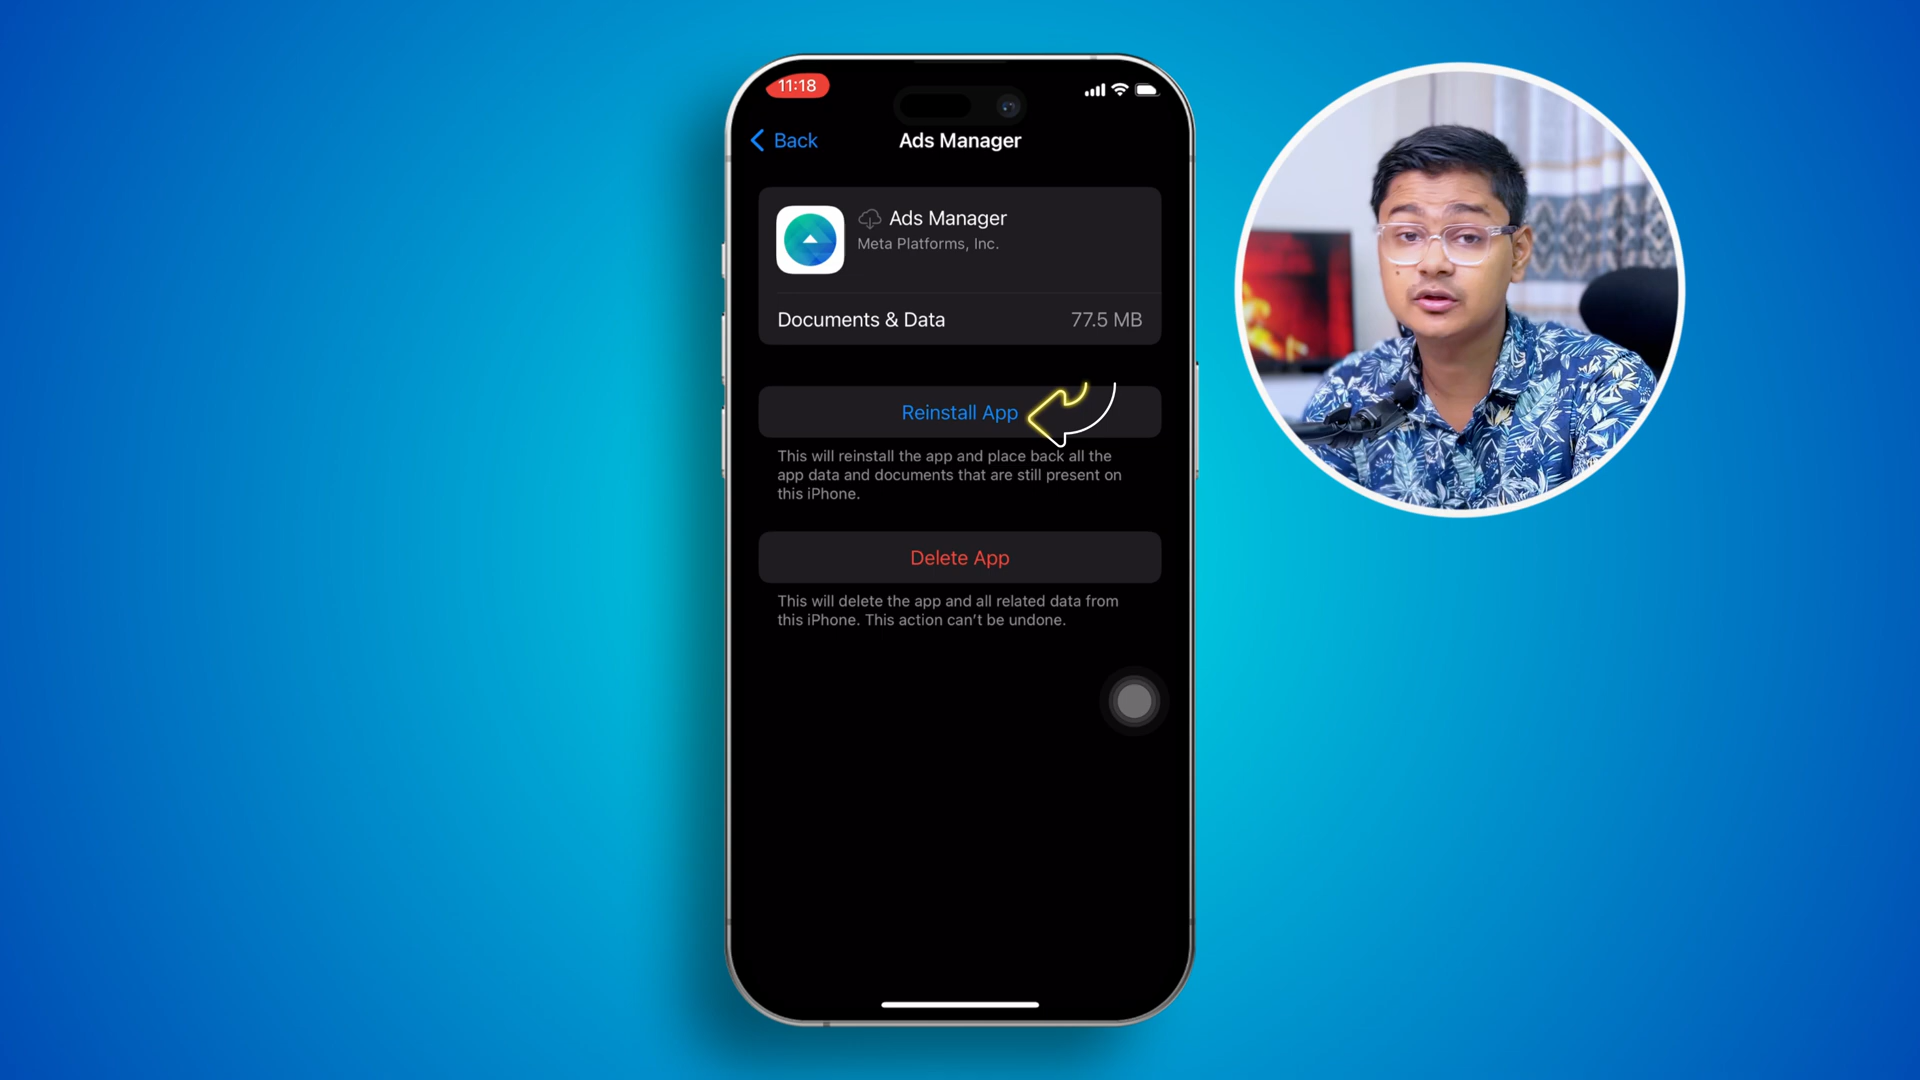 11:18
Back
Ads Manager
Ads Manager
Meta Platforms, Inc.
Documents & Data
77.5 MB
Reinstall App
This will reinstall the app and place back all the
app data and documents that are still present on
this iPhone.
Delete App
This will delete the app and all related data from
this iPhone. This action can't be undone.